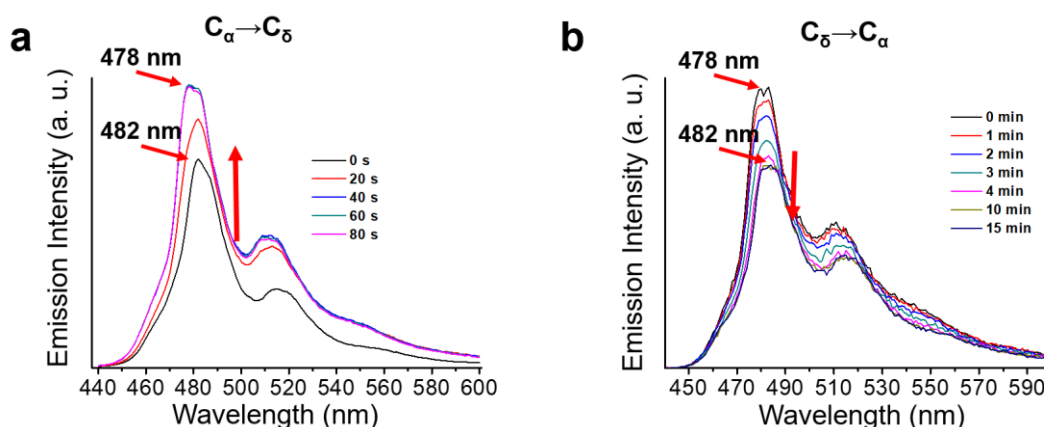 a
Cα→Cδ
478 nm
482 nm
0 s
20 s
40 s
60 s
80 s
Emission Intensity (a. u.)
440 460 480 500 520 540 560 580 600
Wavelength (nm)
b
Cδ→Cα
478 nm
482 nm
0 min
1 min
2 min
3 min
4 min
10 min
15 min
Emission Intensity (a. u.)
450 470 490 510 530 550 570 590
Wavelength (nm)